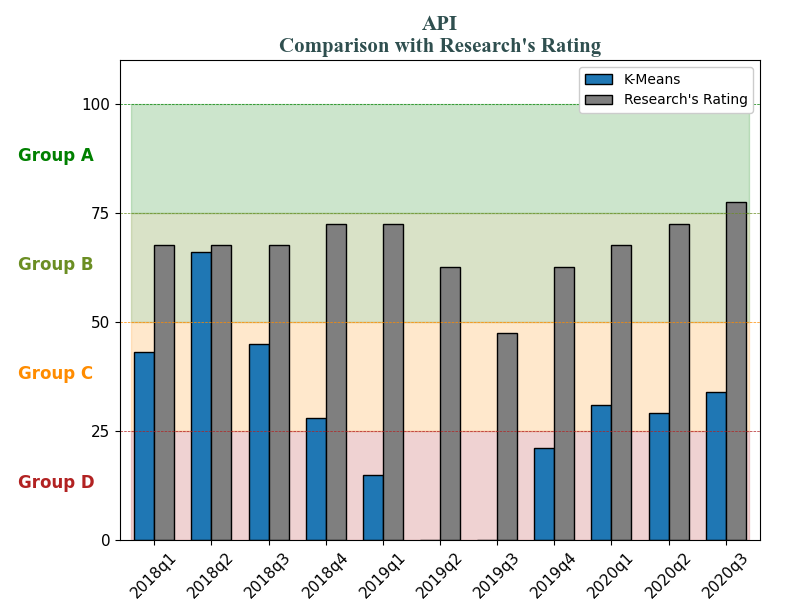 API
Comparison with Research's Rating
K-Means
Research's Rating
100
Group A
75
Group B
50
Group C
25
Group D
0
2018q1
2018q2
2018q3
2018q4
2019q1
2019q2
2019q3
2019q4
2020q1
2020q2
2020q3